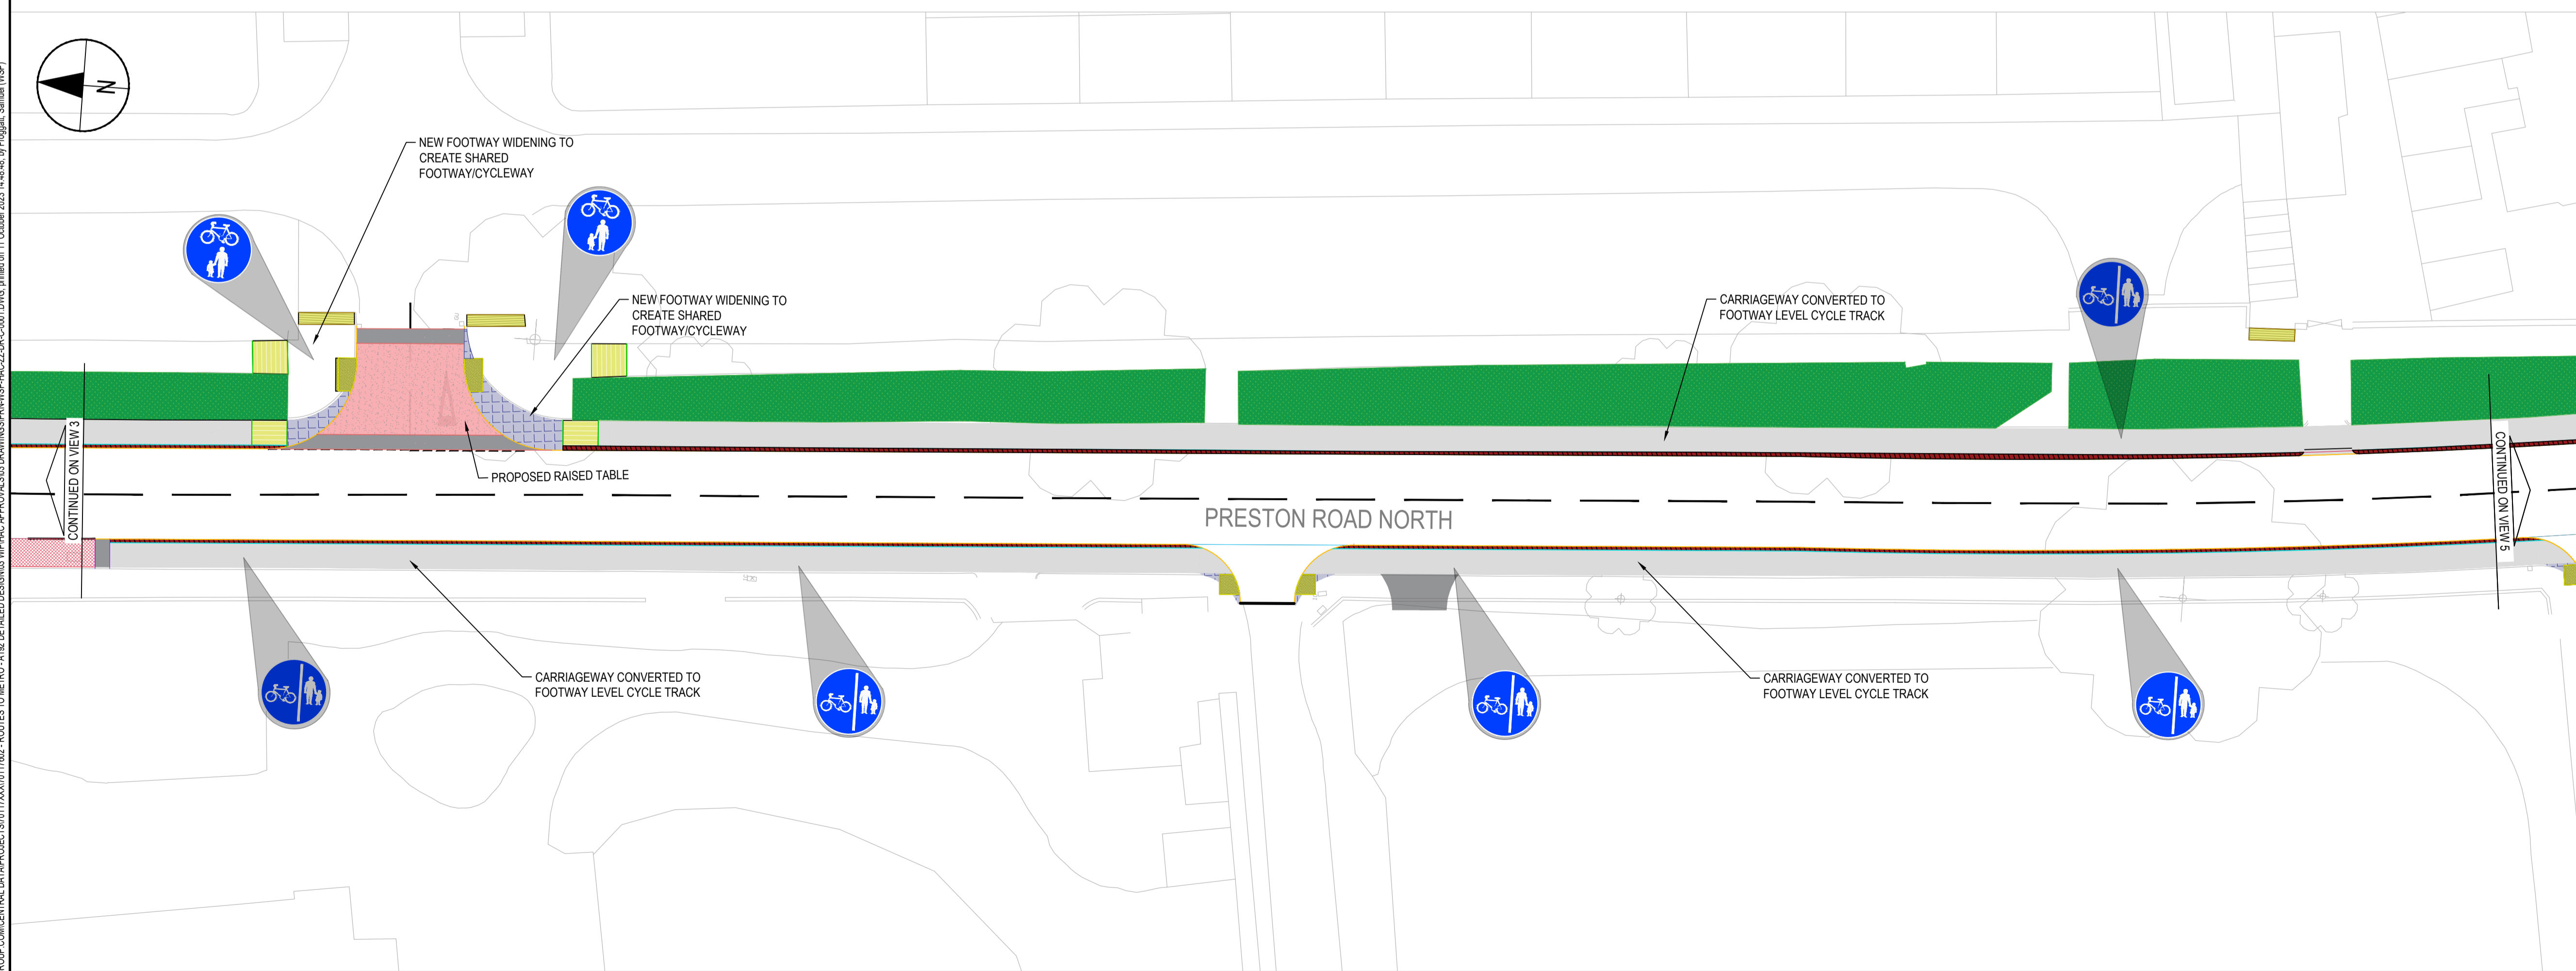 N
NEW FOOTWAY WIDENING TO
CREATE SHARED
FOOTWAY/CYCLEWAY
NEW FOOTWAY WIDENING TO
CREATE SHARED
FOOTWAY/CYCLEWAY
CARRIAGEWAY CONVERTED TO
FOOTWAY LEVEL CYCLE TRACK
CONTINUED ON VIEW 3
PROPOSED RAISED TABLE
PRESTON ROAD NORTH
CONTINUED ON VIEW 5
CARRIAGEWAY CONVERTED TO
FOOTWAY LEVEL CYCLE TRACK
CARRIAGEWAY CONVERTED TO
FOOTWAY LEVEL CYCLE TRACK